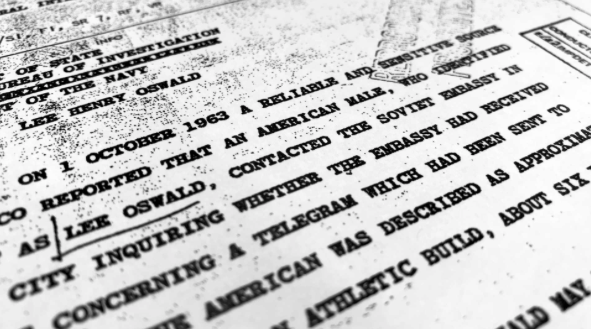 OF STATE
BUREAU OF INVESTIGATION
OF THE NAVY
LEE HENRY OSWALD
ON 1 OCTOBER 1963 A RELIABLE AND SENSITIVE SOURCE
CO REPORTED THAT AN AMERICAN MALE, WHO
AS LEE OSWALD, CONTACTED THE SOVIET EMBASSY IN
CITY INQUIRING WHETHER THE EMBASSY HAD RECEIVED
CONCERNING A TELEGRAM WHICH HAD BEEN SENT TO
THE AMERICAN WAS DESCRIBED AS APPROXIMA
ATHLETIC BUILD, ABOUT SIX
ALD MAY